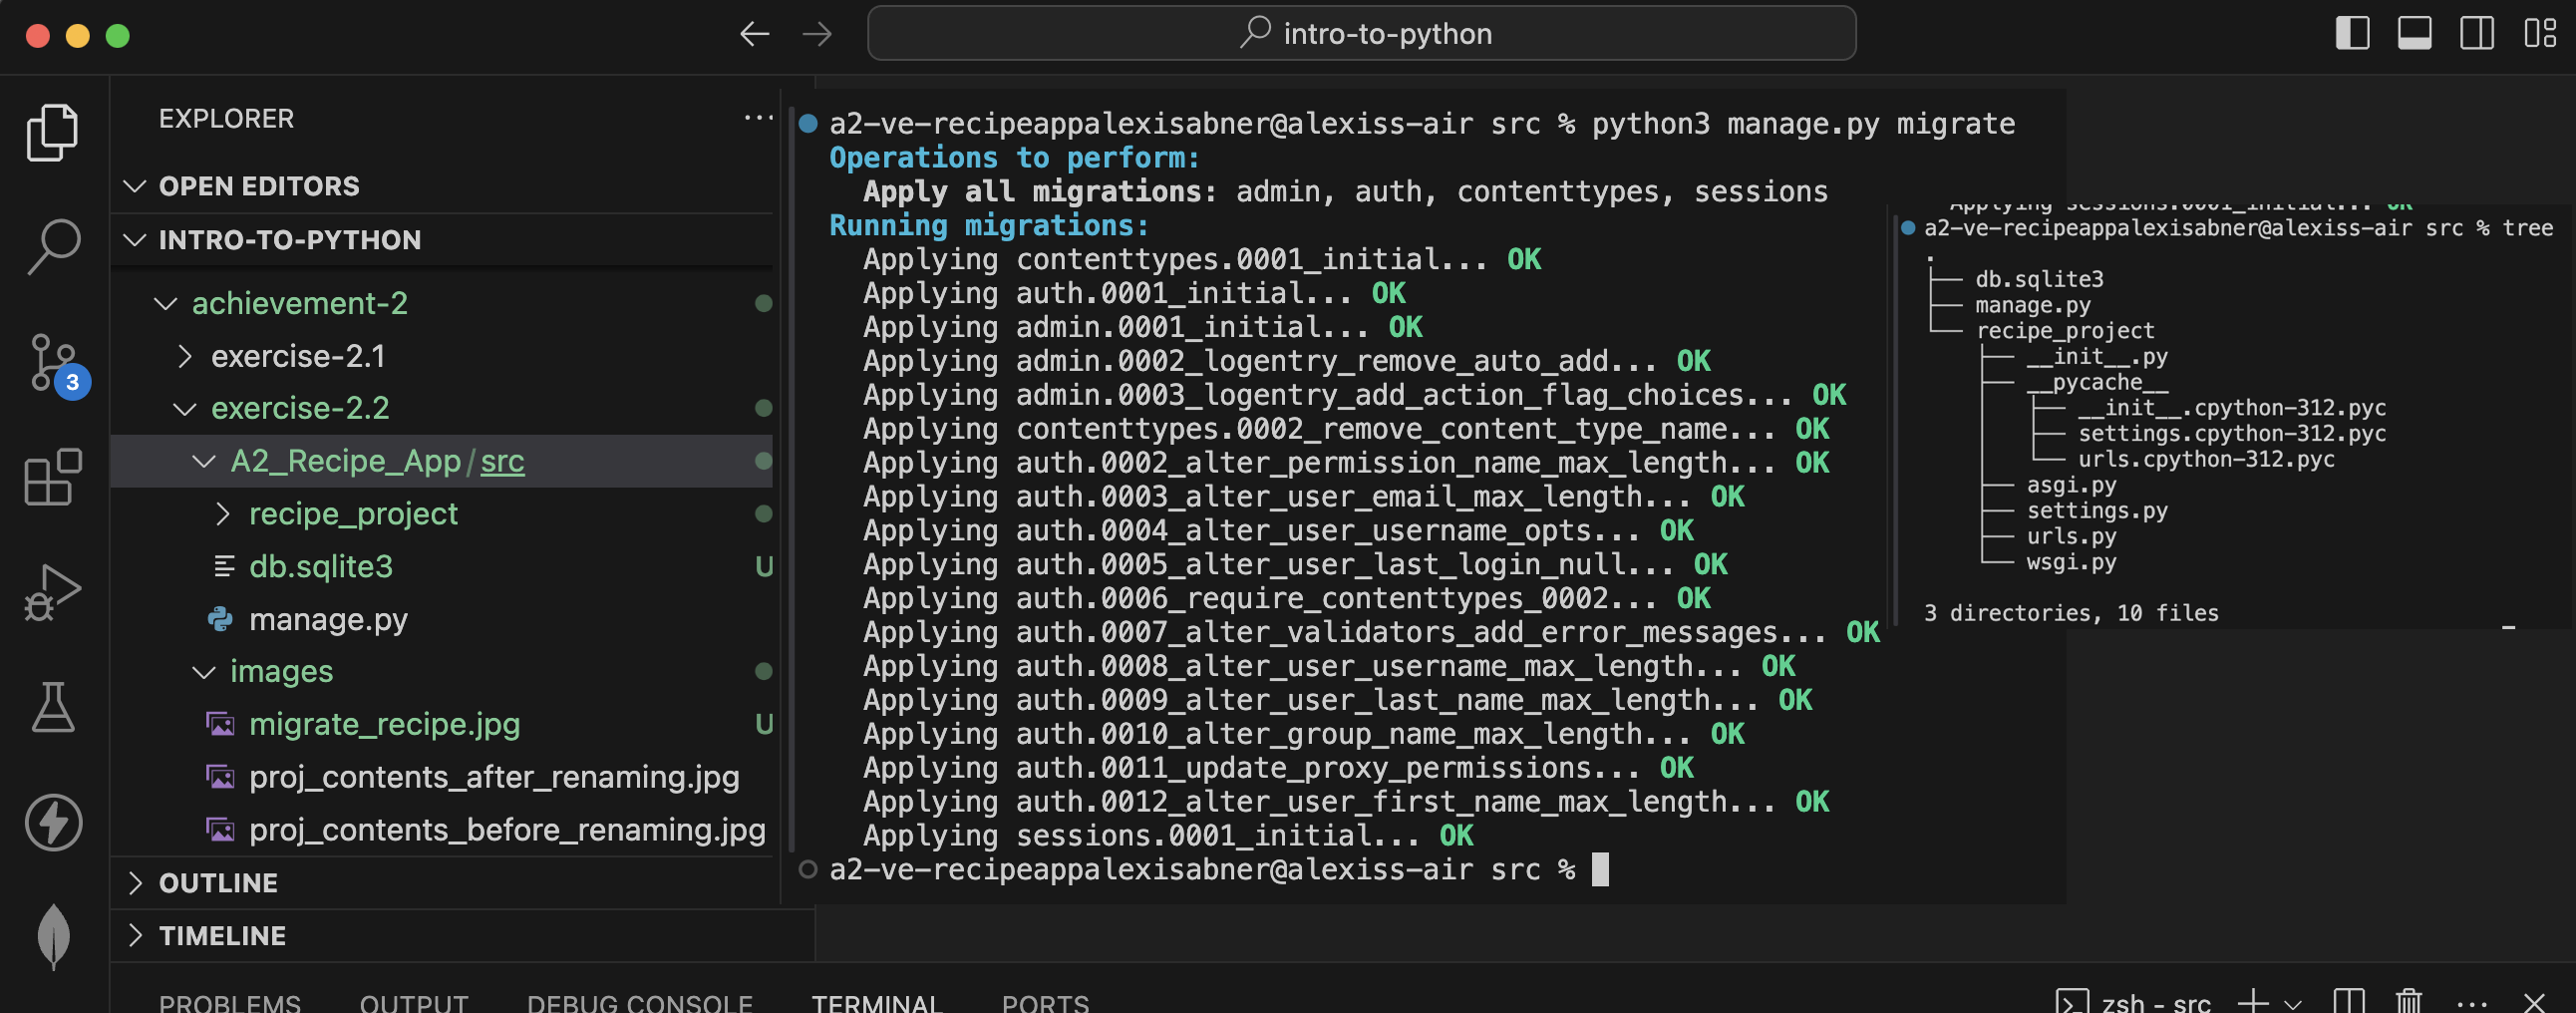 intro-to-python
EXPLORER
OPEN EDITORS
INTRO-TO-PYTHON
achievement-2
exercise-2.1
exercise-2.2
A2_Recipe_App/src
recipe_project
db.sqlite3 U
manage.py
images
migrate_recipe.jpg U
proj_contents_after_renaming.jpg
proj_contents_before_renaming.jpg
OUTLINE
TIMELINE
3
a2-ve-recipeappalexisabner@alexiss-air src % python3 manage.py migrate
Operations to perform:
Apply all migrations: admin, auth, contenttypes, sessions
Running migrations:
Applying contenttypes.0001_initial... OK
Applying auth.0001_initial... OK
Applying admin.0001_initial... OK
Applying admin.0002_logentry_remove_auto_add... OK
Applying admin.0003_logentry_add_action_flag_choices... OK
Applying contenttypes.0002_remove_content_type_name... OK
Applying auth.0002_alter_permission_name_max_length... OK
Applying auth.0003_alter_user_email_max_length... OK
Applying auth.0004_alter_user_username_opts... OK
Applying auth.0005_alter_user_last_login_null... OK
Applying auth.0006_require_contenttypes_0002... OK
Applying auth.0007_alter_validators_add_error_messages... OK
Applying auth.0008_alter_user_username_max_length... OK
Applying auth.0009_alter_user_last_name_max_length... OK
Applying auth.0010_alter_group_name_max_length... OK
Applying auth.0011_update_proxy_permissions... OK
Applying auth.0012_alter_user_first_name_max_length... OK
Applying sessions.0001_initial... OK
a2-ve-recipeappalexisabner@alexiss-air src %
Applying sessions.0001_initial... OK
a2-ve-recipeappalexisabner@alexiss-air src % tree
.
├── db.sqlite3
├── manage.py
└── recipe_project
    ├── __init__.py
    ├── __pycache__
    │   ├── __init__.cpython-312.pyc
    │   ├── settings.cpython-312.pyc
    │   └── urls.cpython-312.pyc
    ├── asgi.py
    ├── settings.py
    ├── urls.py
    └── wsgi.py
3 directories, 10 files
PROBLEMS OUTPUT DEBUG CONSOLE TERMINAL PORTS
zsh - src